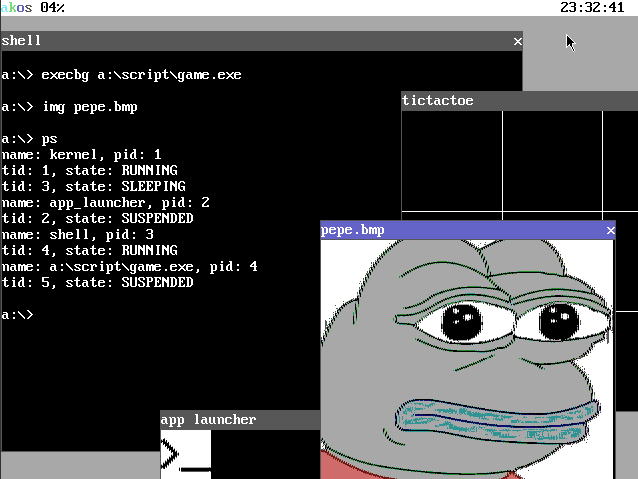 akos 04%
23:32:41
shell
a:\> execbg a:\script\game.exe
a:\> img pepe.bmp
a:\> ps
name: kernel, pid: 1
tid: 1, state: RUNNING
tid: 3, state: SLEEPING
name: app_launcher, pid: 2
tid: 2, state: SUSPENDED
name: shell, pid: 3
tid: 4, state: RUNNING
name: a:\script\game.exe, pid: 4
tid: 5, state: SUSPENDED
a:\>
tictactoe
pepe.bmp
app launcher